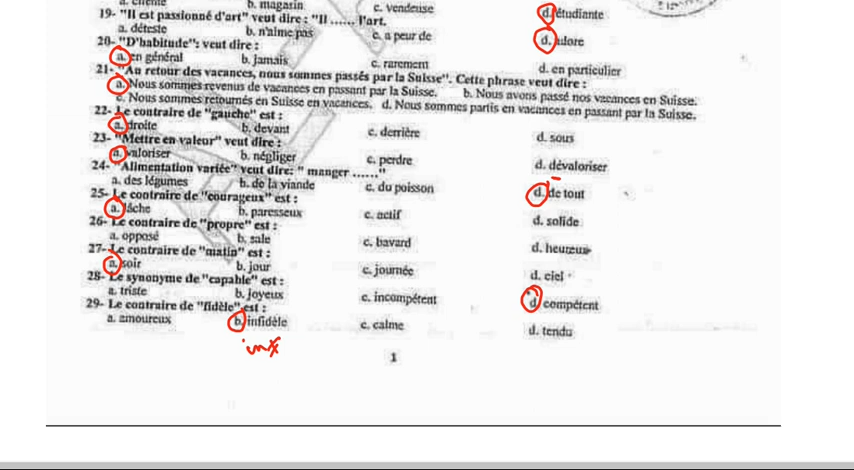 a. cliente b. magasin c. vendeuse d. étudiante
19- "Il est passionné d'art" veut dire : "Il ...... l'art.
a. déteste b. n'aime pas c. a peur de d. adore
20- "D'habitude": veut dire :
a. en général b. jamais c. rarement d. en particulier
21- "Au retour des vacances, nous sommes passés par la Suisse". Cette phrase veut dire :
a. Nous sommes revenus de vacances en passant par la Suisse. b. Nous avons passé nos vacances en Suisse.
c. Nous sommes retournés en Suisse en vacances. d. Nous sommes partis en vacances en passant par la Suisse.
22- Le contraire de "gauche" est :
a. droite b. devant c. derrière d. sous
23- "Mettre en valeur" veut dire :
a. valoriser b. négliger c. perdre d. dévaloriser
24- "Alimentation variée" veut dire: " manger ......"
a. des légumes b. de la viande c. du poisson d. de tout
25- Le contraire de "courageux" est :
a. lâche b. paresseux c. actif d. solide
26- Le contraire de "propre" est :
a. opposé b. sale c. bavard d. heureux
27- Le contraire de "matin" est :
a. soir b. jour c. journée d. ciel
28- Le synonyme de "capable" est :
a. triste b. joyeux c. incompétent d. compétent
29- Le contraire de "fidèle" est :
a. amoureux b. infidèle c. calme d. tendu
1